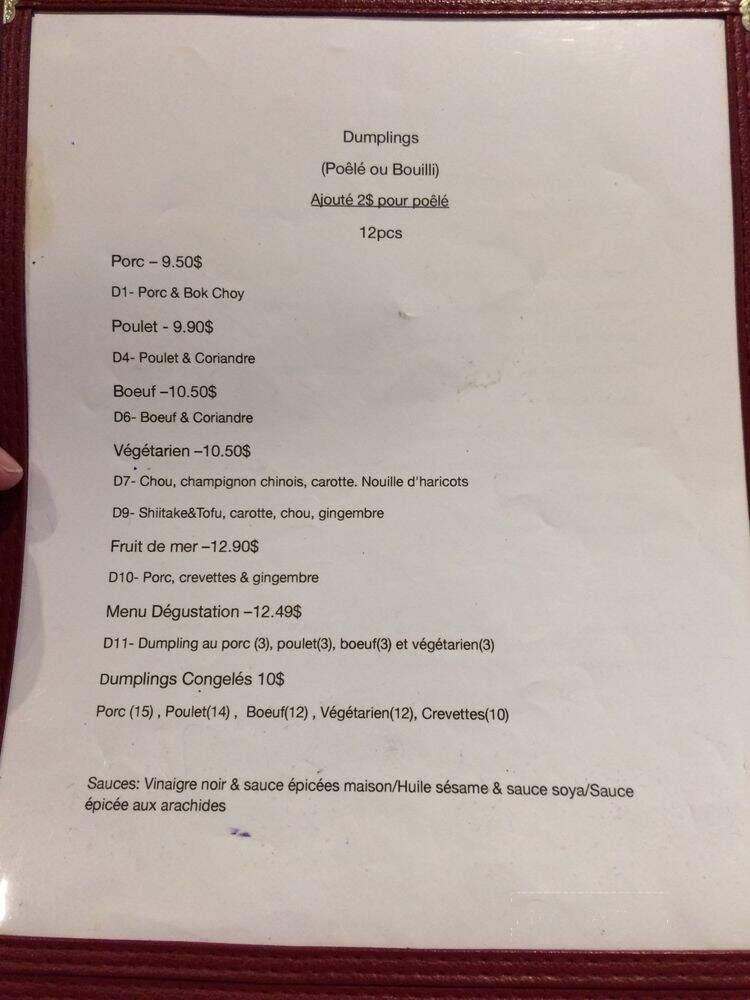 Dumplings
(Poêlé ou Bouilli)
Ajouté 2$ pour poêlé
12pcs
Porc – 9.50$
D1- Porc & Bok Choy
Poulet - 9.90$
D4- Poulet & Coriandre
Boeuf –10.50$
D6- Boeuf & Coriandre
Végétarien –10.50$
D7- Chou, champignon chinois, carotte. Nouille d'haricots
D9- Shiitake&Tofu, carotte, chou, gingembre
Fruit de mer –12.90$
D10- Porc, crevettes & gingembre
Menu Dégustation –12.49$
D11- Dumpling au porc (3), poulet(3), boeuf(3) et végétarien(3)
Dumplings Congelés 10$
Porc (15) , Poulet(14) , Boeuf(12) , Végétarien(12), Crevettes(10)
Sauces: Vinaigre noir & sauce épicées maison/Huile sésame & sauce soya/Sauce
épicée aux arachides